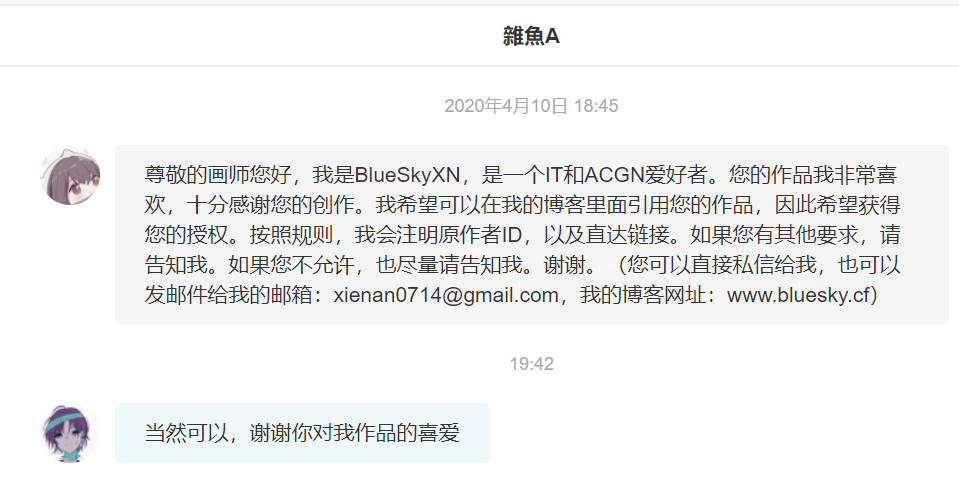 雜魚A
2020年4月10日 18:45
尊敬的画师您好，我是BlueSkyXN，是一个IT和ACGN爱好者。您的作品我非常喜
欢，十分感谢您的创作。我希望可以在我的博客里面引用您的作品，因此希望获得
您的授权。按照规则，我会注明原作者ID，以及直达链接。如果您有其他要求，请
告知我。如果您不允许，也尽量请告知我。谢谢。（您可以直接私信给我，也可以
发邮件给我的邮箱：xienan0714@gmail.com，我的博客网址：www.bluesky.cf）
19:42
当然可以，谢谢你对我作品的喜爱